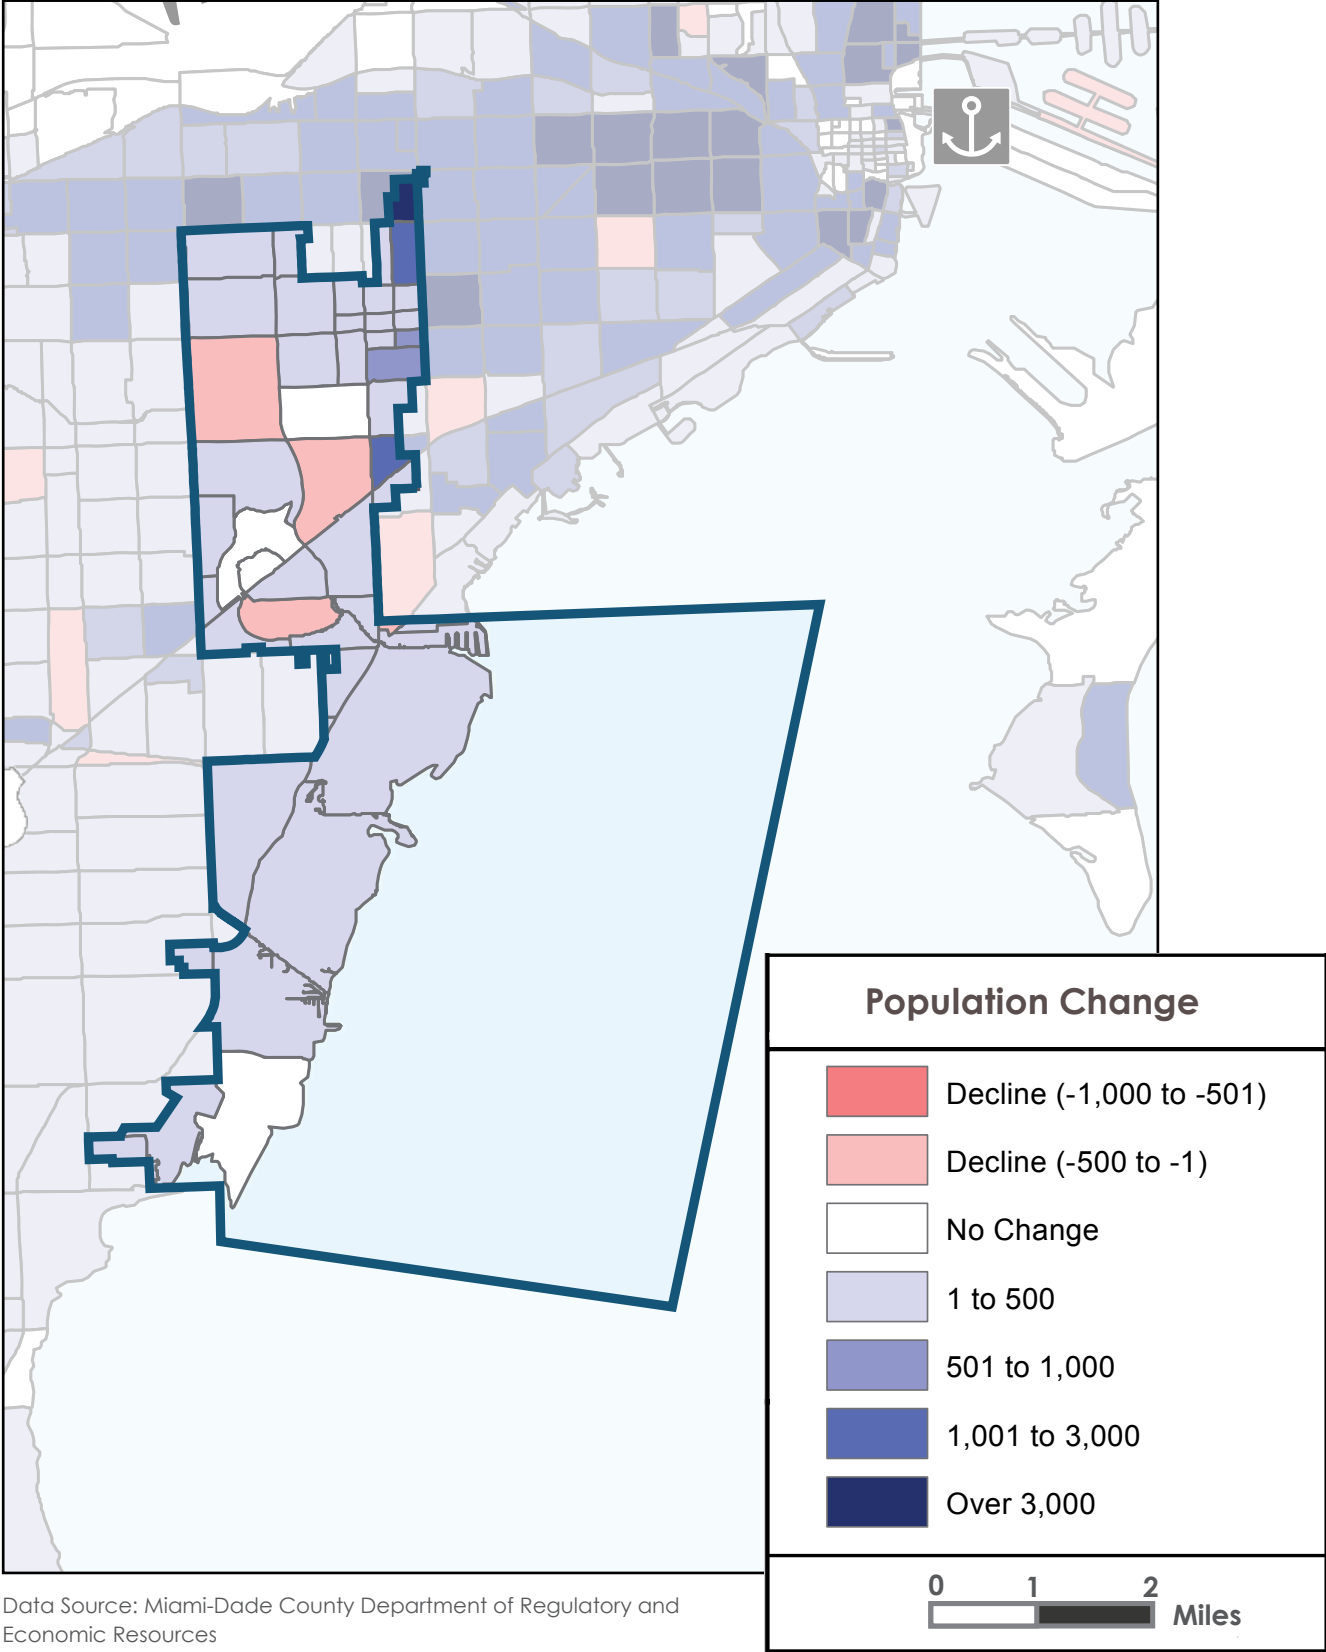 Population Change
Decline (-1,000 to -501)
Decline (-500 to -1)
No Change
1 to 500
501 to 1,000
1,001 to 3,000
Over 3,000
0 1 2
Miles
Data Source: Miami-Dade County Department of Regulatory and
Economic Resources